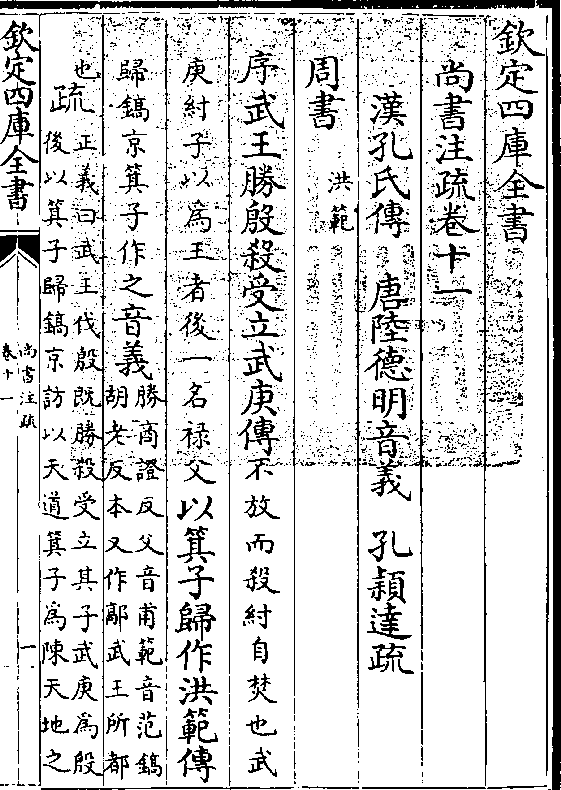 欽定四庫全書
尚書注疏卷十一
漢孔氏傳　唐陸德明音義　孔穎達疏
周書
洪範
序武王勝殷殺受立武庚傳不放而殺紂自焚也武
庚紂子以為王者後一名禄父以箕子歸作洪範傳
歸鎬京箕子作之音義勝商證反父音甫範音范鎬
胡老反本又作鄗武王所都
也疏正義曰武王伐殷既勝殺受立其子武庚為殷
後以箕子歸鎬京訪以天道箕子為陳天地之
欽定四庫全書
尚書注疏
卷十一
一